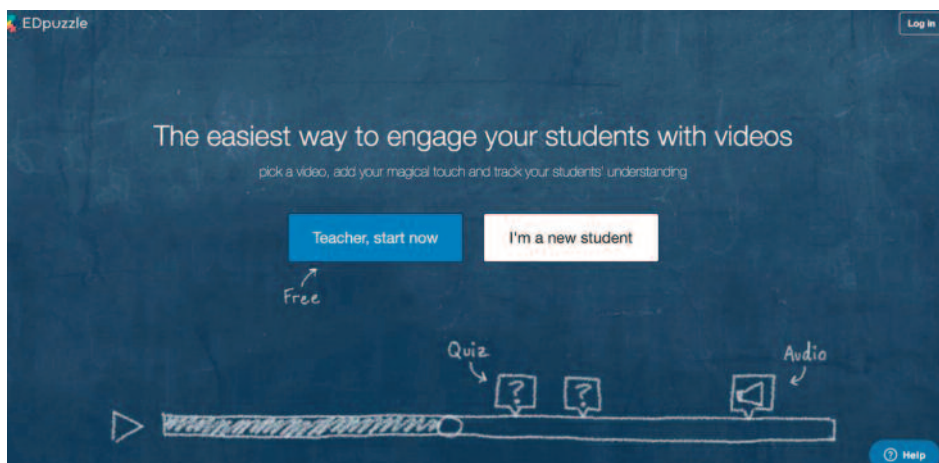 EDpuzzle
Log in
The easiest way to engage your students with videos
pick a video, add your magical touch and track your students' understanding
Teacher, start now
I'm a new student
Free
Quiz
Audio
?
?
? Help